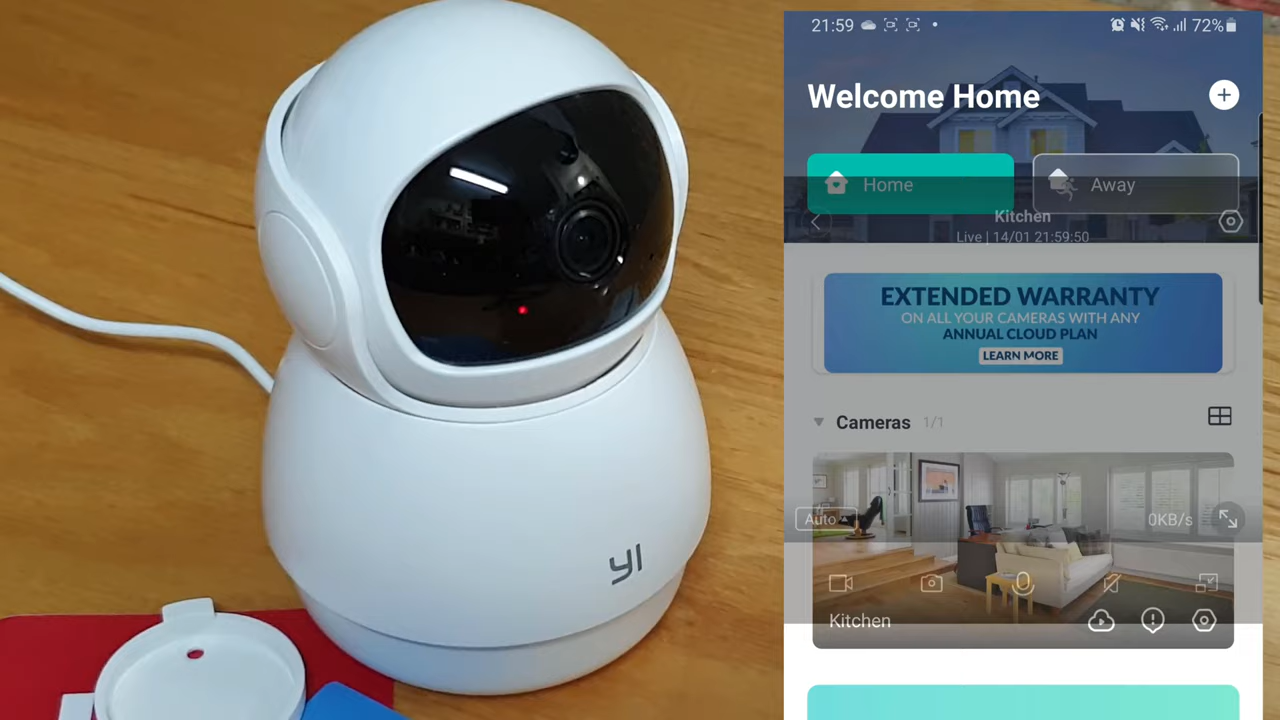 YI
21:59
72%
Welcome Home
Home
Away
Kitchen
Live | 14/01 21:59:50
EXTENDED WARRANTY
ON ALL YOUR CAMERAS WITH ANY
ANNUAL CLOUD PLAN
LEARN MORE
Cameras 1/1
Auto
0KB/s
Kitchen